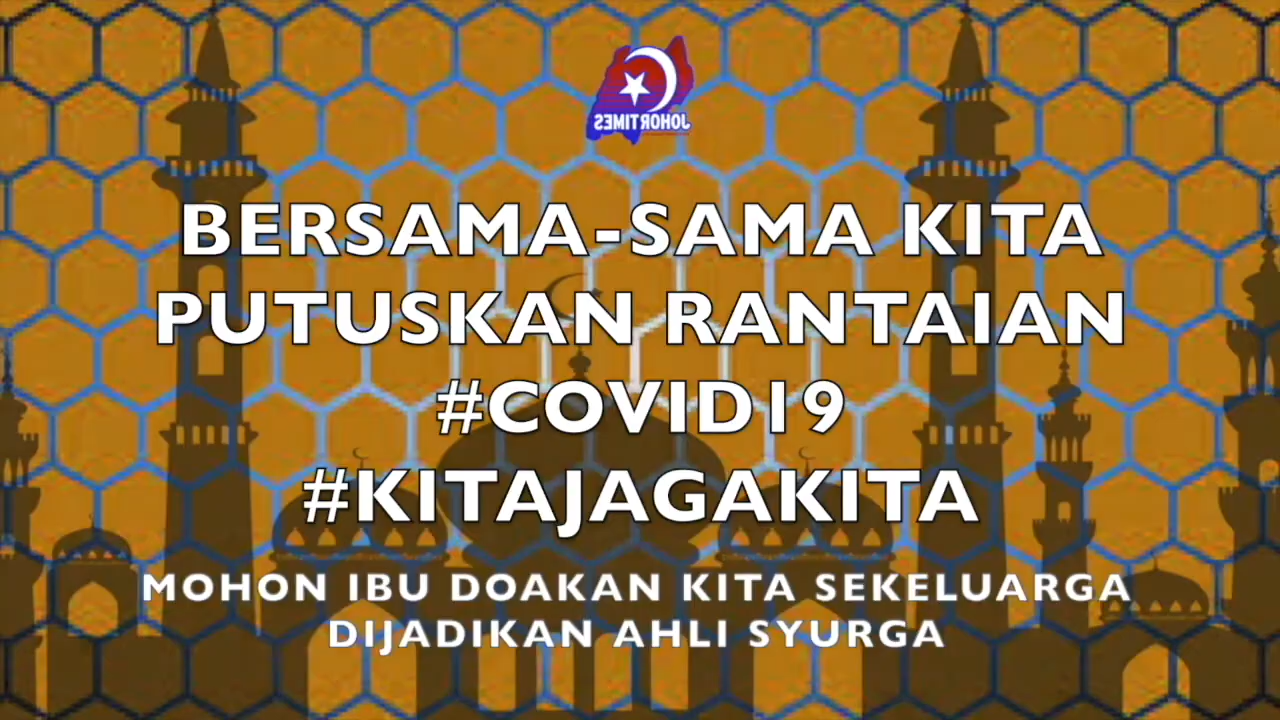 JOHORTIMES
BERSAMA-SAMA KITA
PUTUSKAN RANTAIAN
#COVID19
#KITAJAGAKITA
MOHON IBU DOAKAN KITA SEKELUARGA
DIJADIKAN AHLI SYURGA